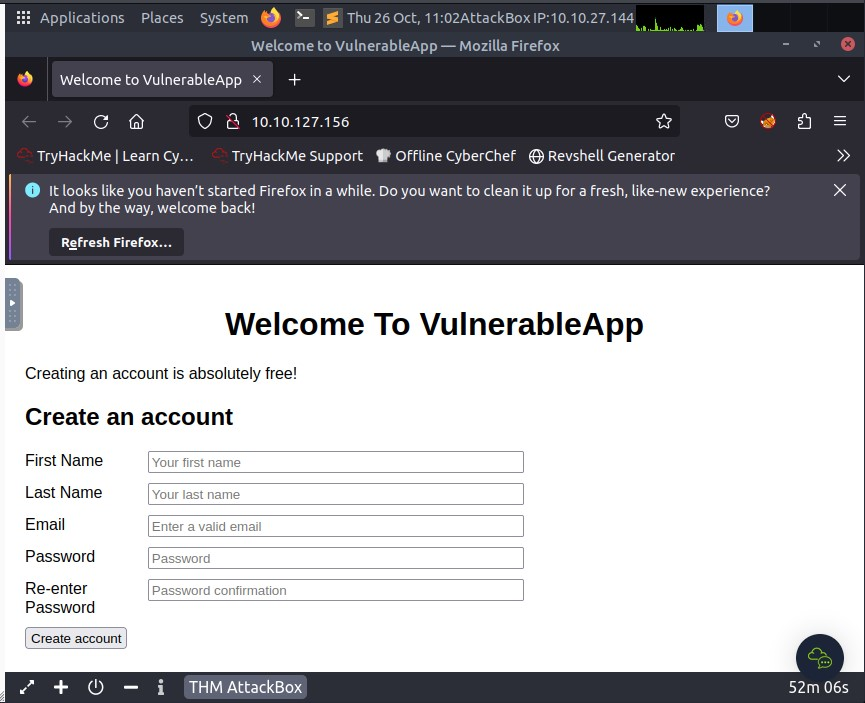 Applications Places System Thu 26 Oct, 11:02 AttackBox IP:10.10.27.144
Welcome to VulnerableApp — Mozilla Firefox
Welcome to VulnerableApp
10.10.127.156
TryHackMe | Learn Cy… TryHackMe Support Offline CyberChef Revshell Generator
It looks like you haven’t started Firefox in a while. Do you want to clean it up for a fresh, like-new experience?
And by the way, welcome back!
Refresh Firefox…
Welcome To VulnerableApp
Creating an account is absolutely free!
Create an account
First Name Your first name
Last Name Your last name
Email Enter a valid email
Password Password
Re-enter Password confirmation
Password
Create account
THM AttackBox 52m 06s